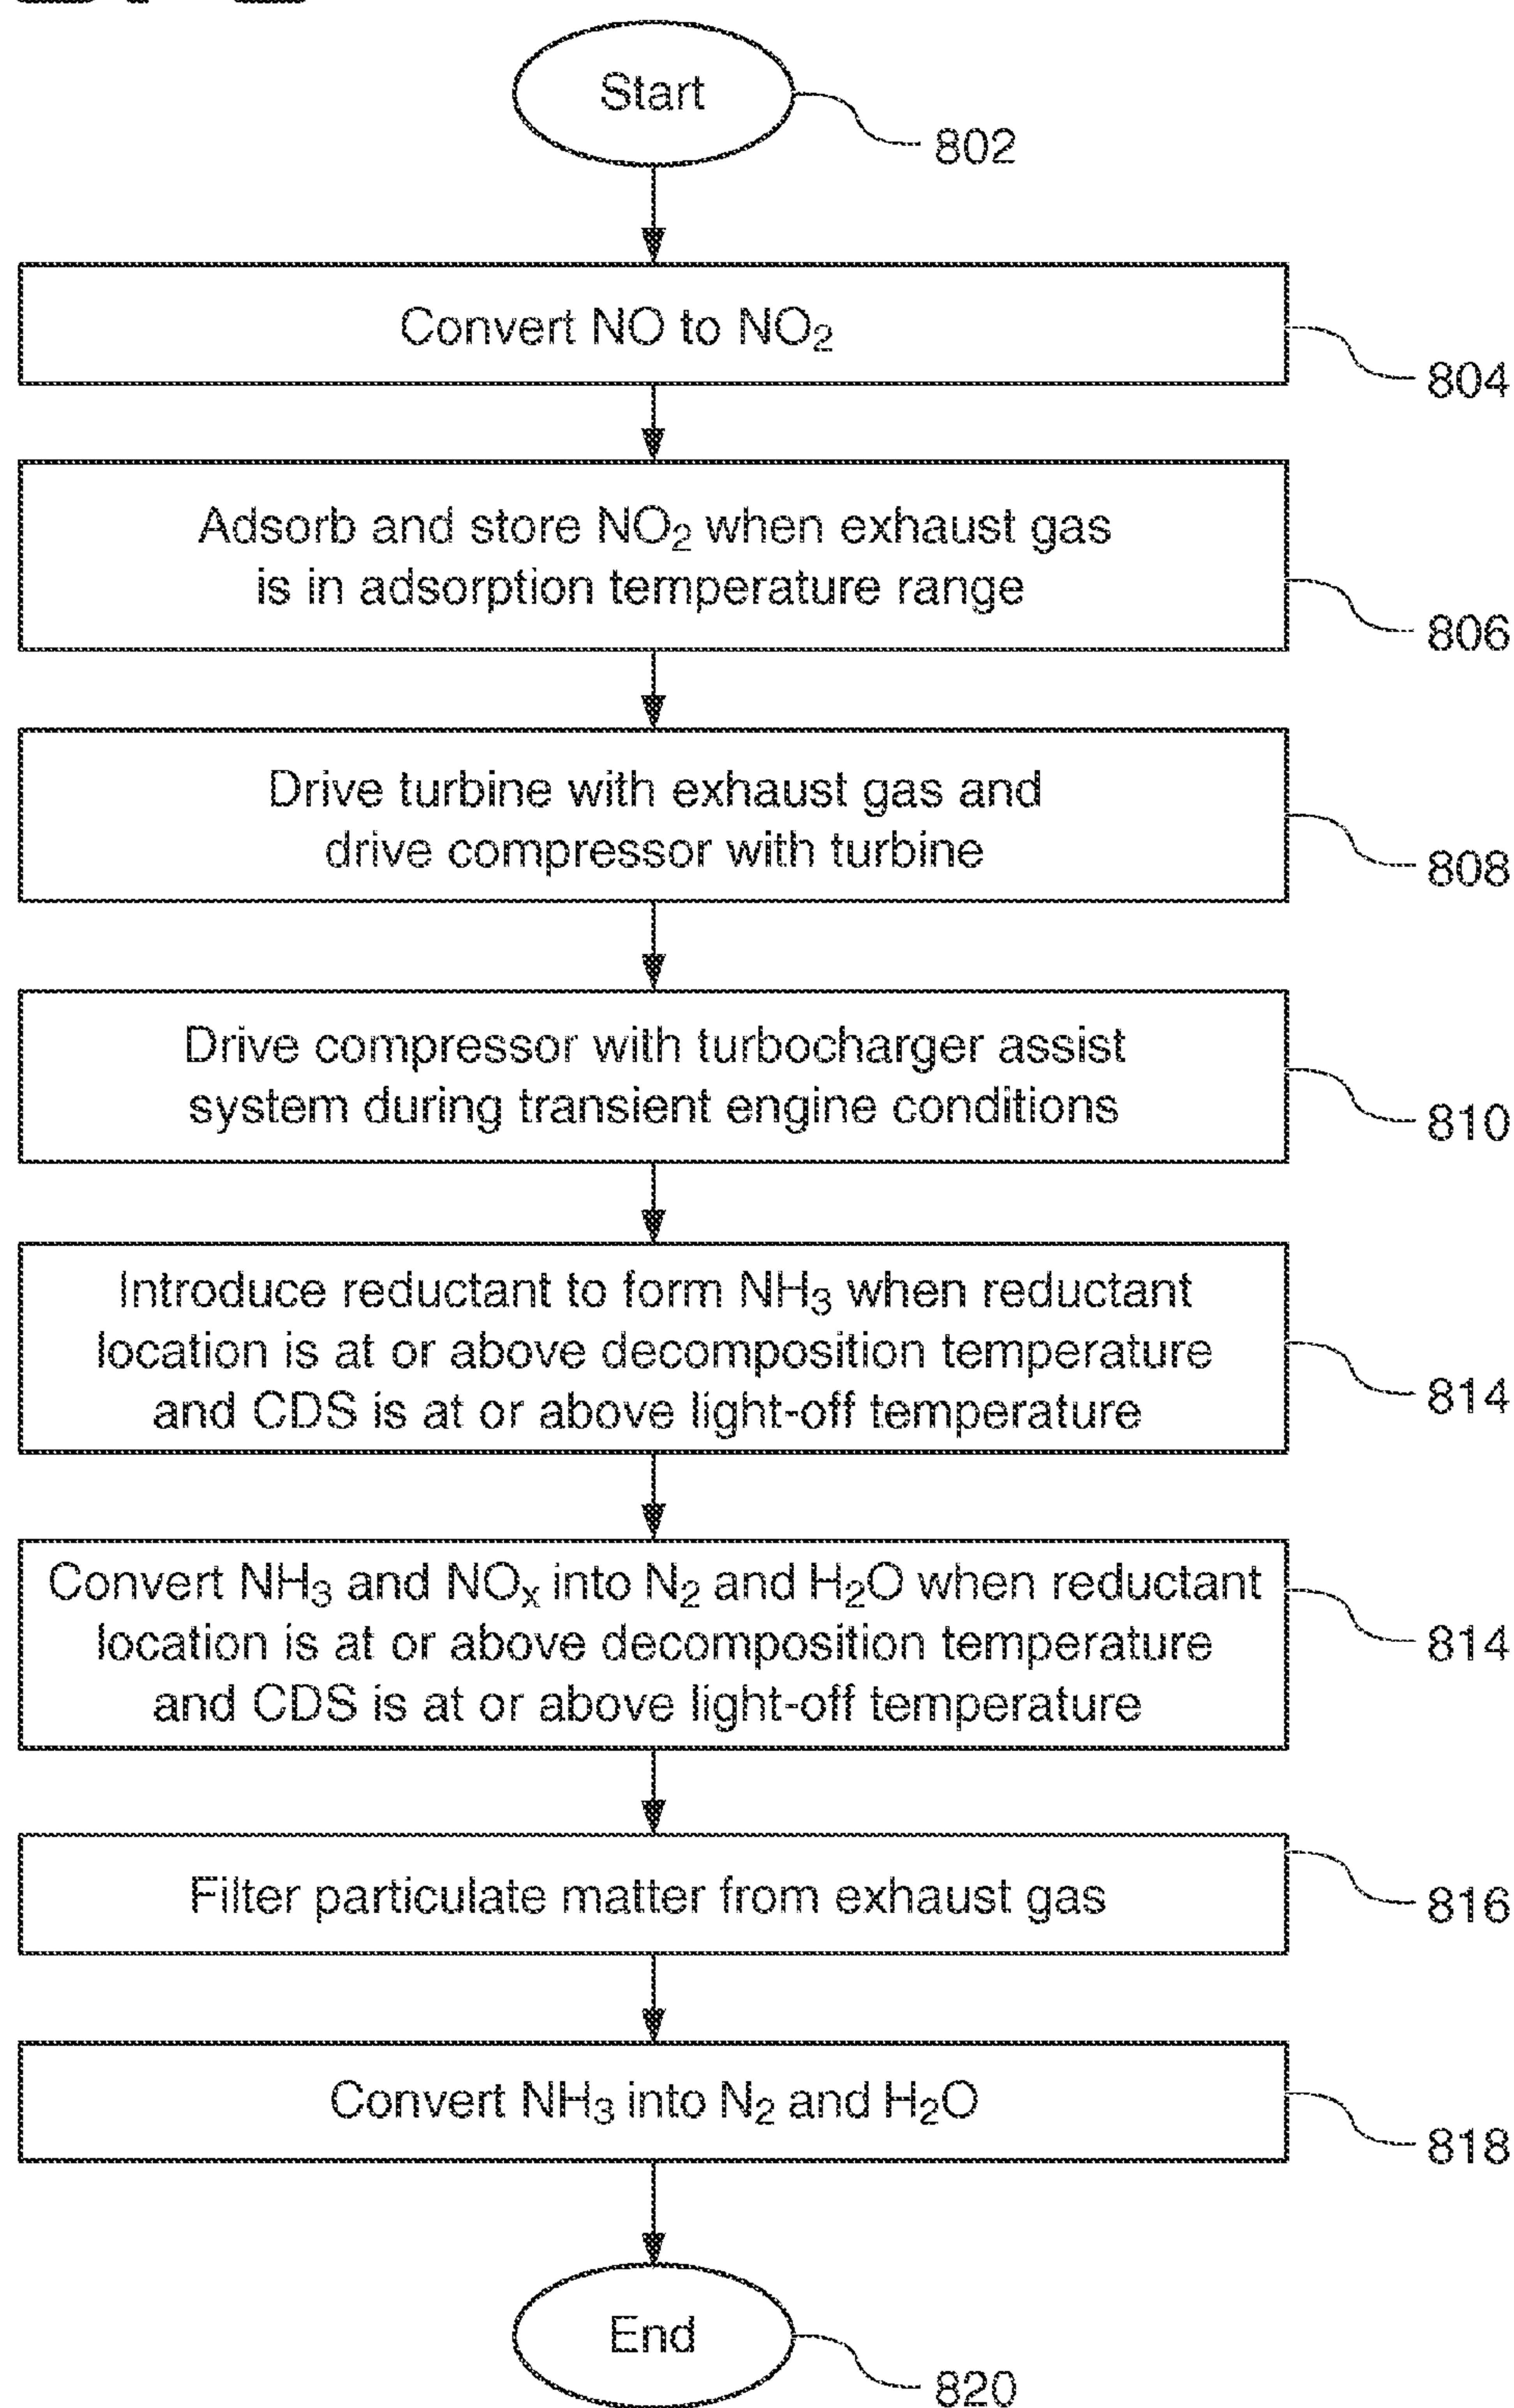 Start
802
Convert NO to NO₂
804
Adsorb and store NO₂ when exhaust gas
is in adsorption temperature range
806
Drive turbine with exhaust gas and
drive compressor with turbine
808
Drive compressor with turbocharger assist
system during transient engine conditions
810
Introduce reductant to form NH₃ when reductant
location is at or above decomposition temperature
and CDS is at or above light-off temperature
814
Convert NH₃ and NOₓ into N₂ and H₂O when reductant
location is at or above decomposition temperature
and CDS is at or above light-off temperature
814
Filter particulate matter from exhaust gas
816
Convert NH₃ into N₂ and H₂O
818
End
820